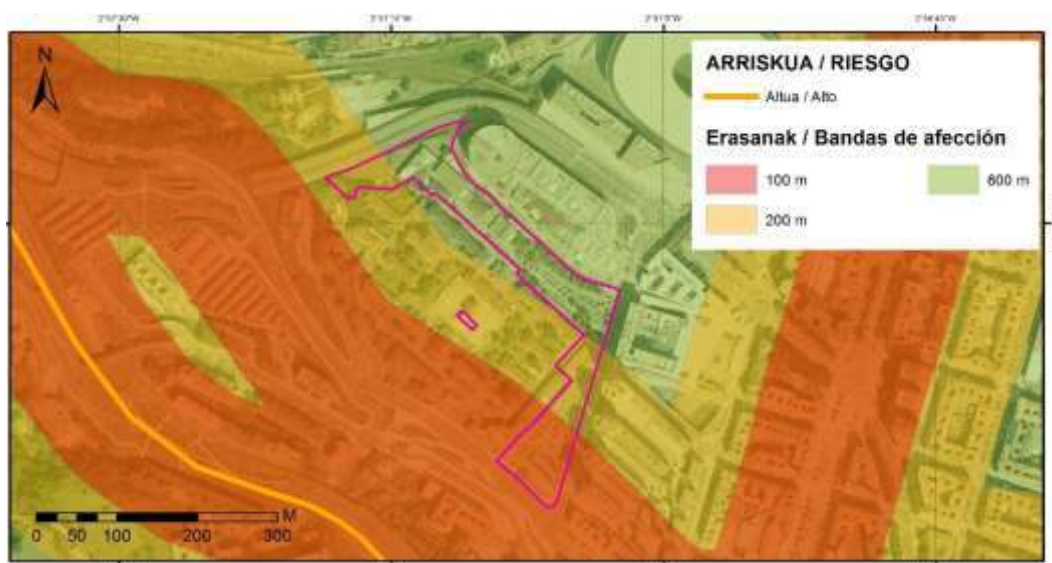 N
ARRISKUA / RIESGO
Altua / Alto
Erasanak / Bandas de afección
100 m
600 m
200 m
M
0 50 100 200 300